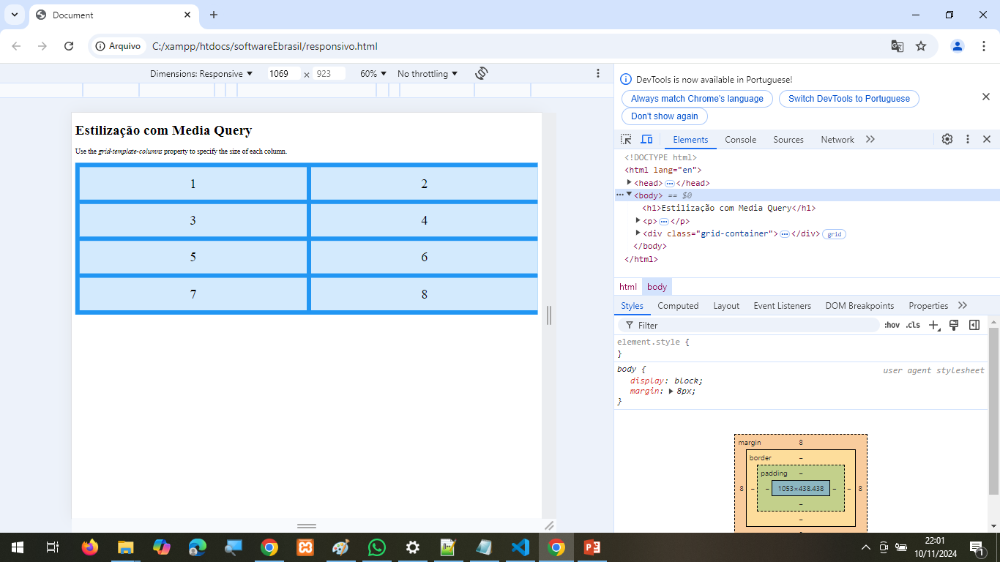 Document
Arquivo
C:/xampp/htdocs/softwareEbrasil/responsivo.html
Dimensions: Responsive 1069 × 923 60% No throttling
Estilização com Media Query
Use the grid-template-columns property to specify the size of each column.
1 2
3 4
5 6
7 8
DevTools is now available in Portuguese!
Always match Chrome's language Switch DevTools to Portuguese
Don't show again
Elements Console Sources Network
<!DOCTYPE html>
<html lang="en">
<head> </head>
<body> == $0
<h1>Estilização com Media Query</h1>
<p> </p>
<div class="grid-container"> </div> grid
</body>
</html>
html body
Styles Computed Layout Event Listeners DOM Breakpoints Properties
Filter :hov .cls
element.style {
}
body { user agent stylesheet
display: block;
margin: 8px;
}
margin 8
border –
padding –
8 – – 1053×438.438 – – 8
–
–
22:01
10/11/2024
1